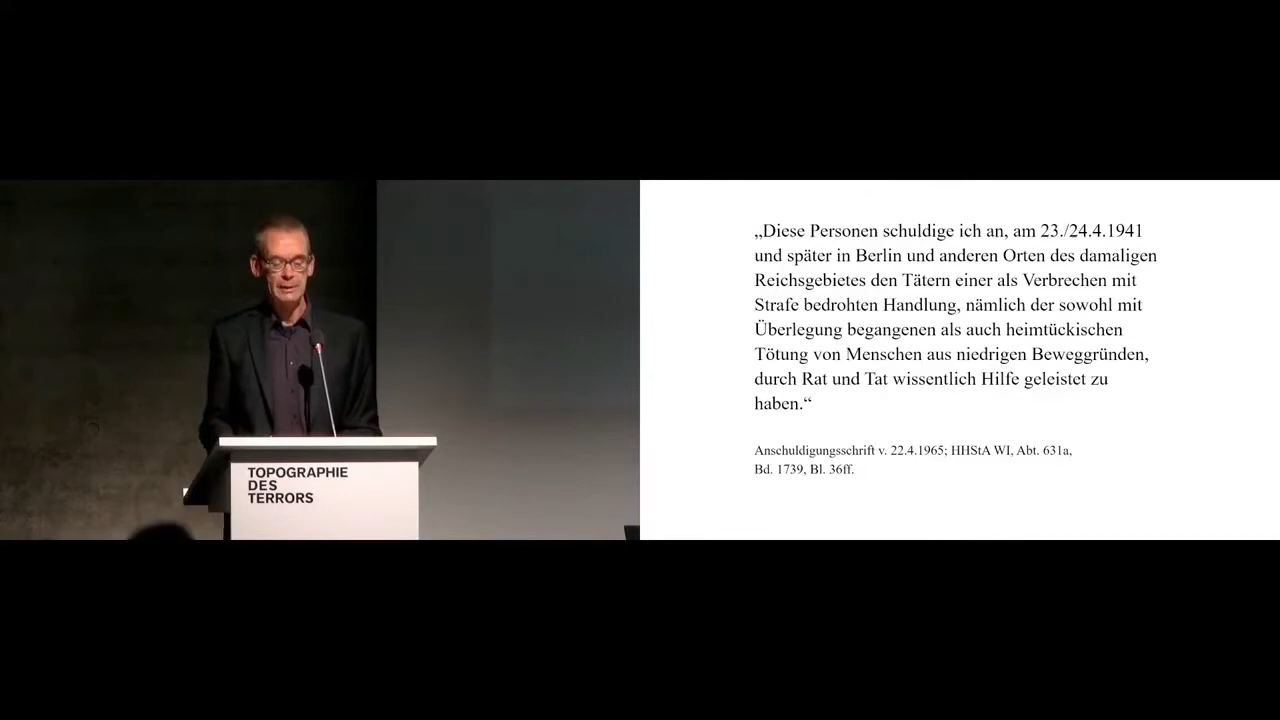 TOPOGRAPHIE
DES
TERRORS
„Diese Personen schuldige ich an, am 23./24.4.1941
und später in Berlin und anderen Orten des damaligen
Reichsgebietes den Tätern einer als Verbrechen mit
Strafe bedrohten Handlung, nämlich der sowohl mit
Überlegung begangenen als auch heimtückischen
Tötung von Menschen aus niedrigen Beweggründen,
durch Rat und Tat wissentlich Hilfe geleistet zu
haben.“
Anschuldigungsschrift v. 22.4.1965; HHStA WI, Abt. 631a,
Bd. 1739, Bl. 36ff.